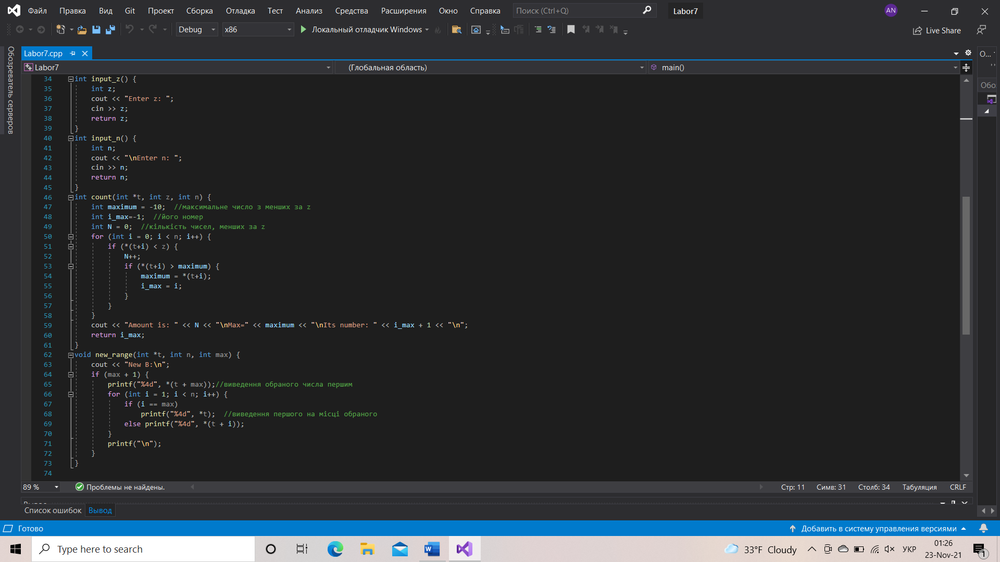 Файл Правка Вид Git Проект Сборка Отладка Тест Анализ Средства Расширения Окно Справка Поиск (Ctrl+Q) Labor7 AN
Debug x86 Локальный отладчик Windows Live Share
Обозреватель серверов
Labor7.cpp О...
Labor7 (Глобальная область) main()
Обо
34 int input_z() {
35 int z;
36 cout << "Enter z: ";
37 cin >> z;
38 return z;
39 }
40 int input_n() {
41 int n;
42 cout << "\nEnter n: ";
43 cin >> n;
44 return n;
45 }
46 int count(int *t, int z, int n) {
47 int maximum = -10; //максимальне число з менших за z
48 int i_max=-1; //його номер
49 int N = 0; //кількість чисел, менших за z
50 for (int i = 0; i < n; i++) {
51 if (*(t+i) < z) {
52 N++;
53 if (*(t+i) > maximum) {
54 maximum = *(t+i);
55 i_max = i;
56 }
57 }
58 }
59 cout << "Amount is: " << N << "\nMax=" << maximum << "\nIts number: " << i_max + 1 << "\n";
60 return i_max;
61 }
62 void new_range(int *t, int n, int max) {
63 cout << "New B:\n";
64 if (max + 1) {
65 printf("%4d", *(t + max));//виведення обраного числа першим
66 for (int i = 1; i < n; i++) {
67 if (i == max)
68 printf("%4d", *t); //виведення першого на місці обраного
69 else printf("%4d", *(t + i));
70 }
71 printf("\n");
72 }
73 }
74
89 % Проблемы не найдены. Стр: 11 Симв: 31 Столб: 34 Табуляция CRLF
Список ошибок Вывод
Готово Добавить в систему управления версиями
Type here to search 33°F Cloudy УКР 01:26
23-Nov-21 1